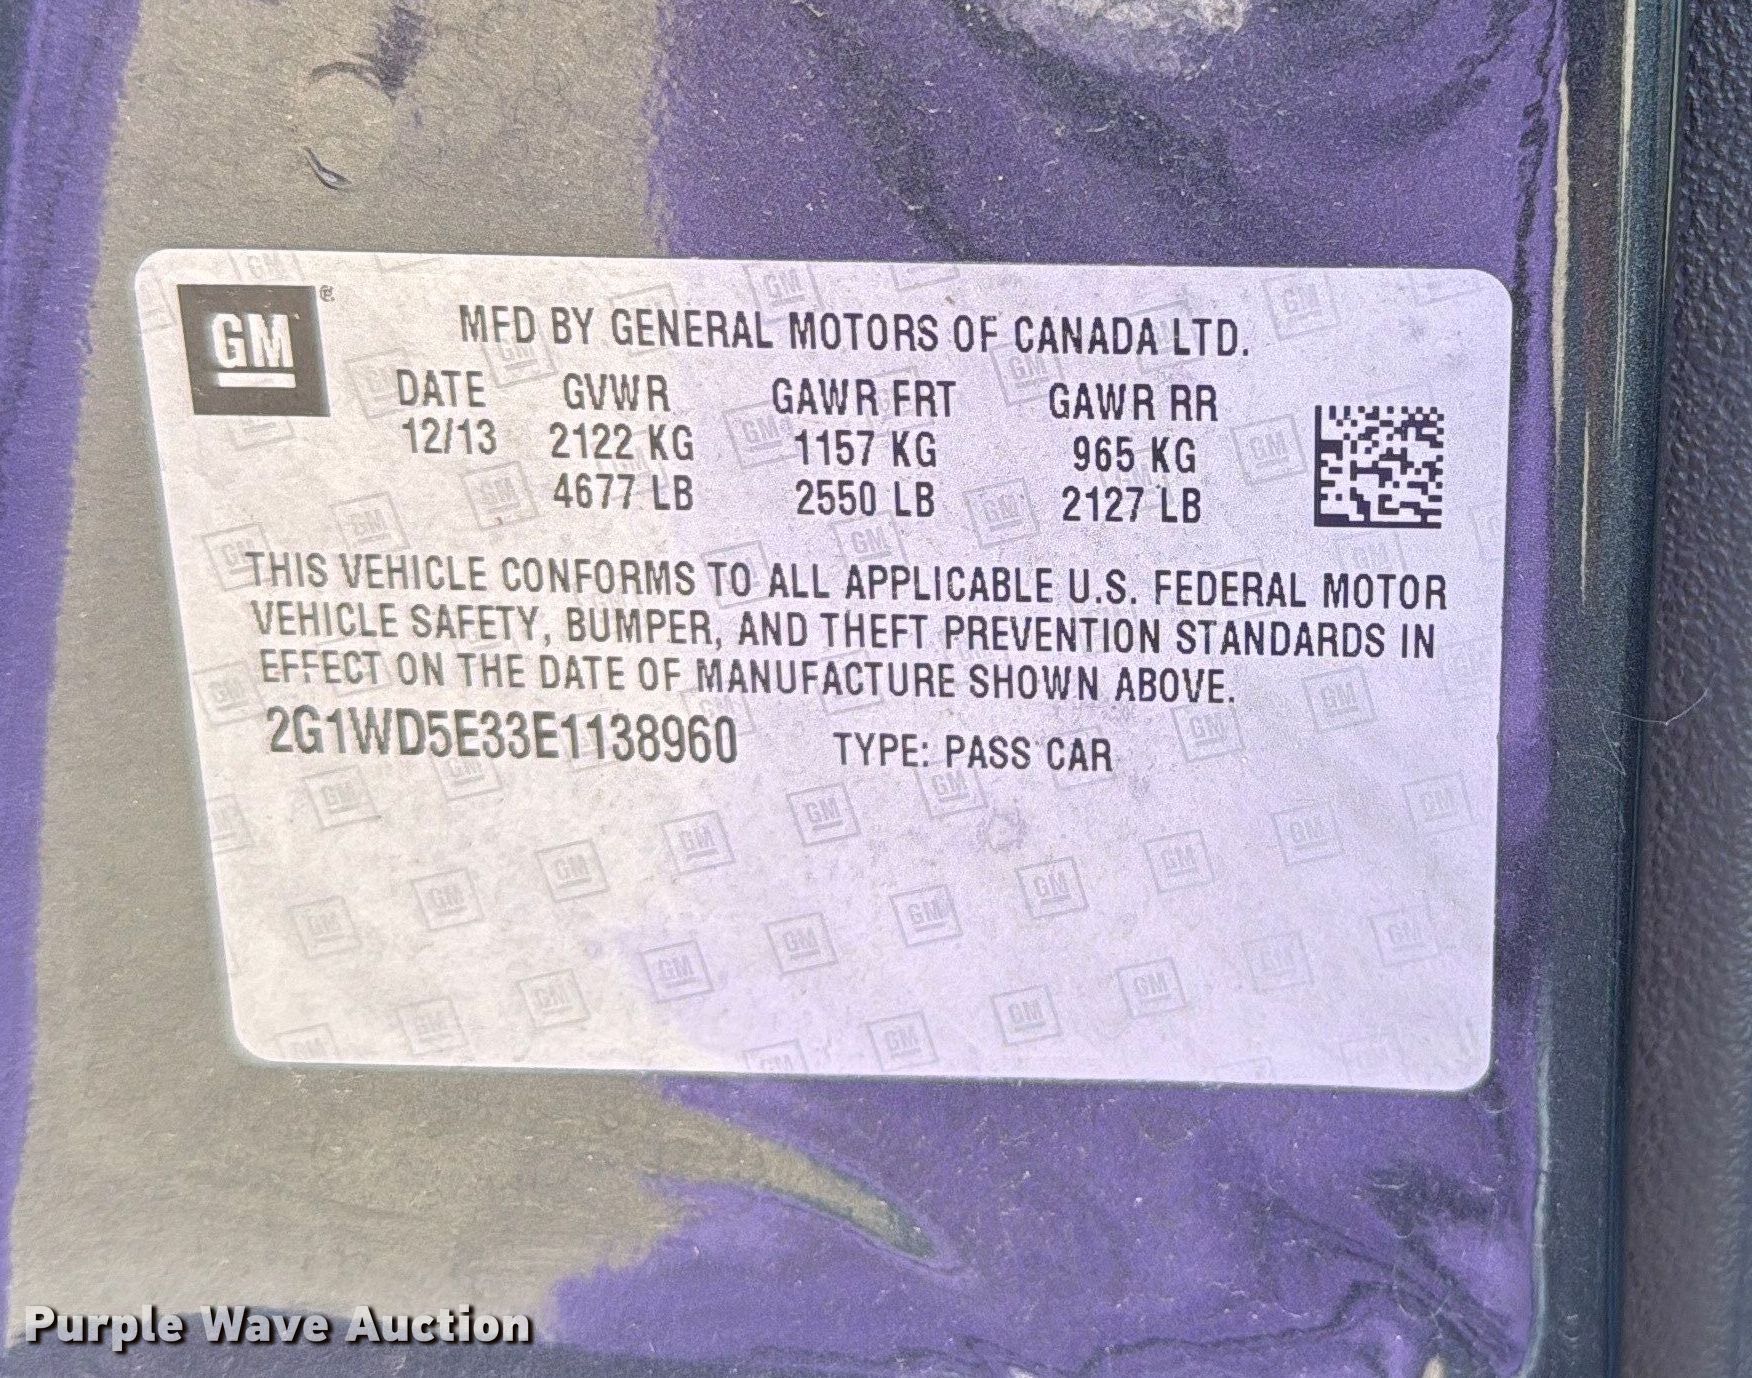 GM
MFD BY GENERAL MOTORS OF CANADA LTD.
DATE GVWR GAWR FRT GAWR RR
12/13 2122 KG 1157 KG 965 KG
4677 LB 2550 LB 2127 LB
THIS VEHICLE CONFORMS TO ALL APPLICABLE U.S. FEDERAL MOTOR
VEHICLE SAFETY, BUMPER, AND THEFT PREVENTION STANDARDS IN
EFFECT ON THE DATE OF MANUFACTURE SHOWN ABOVE.
2G1WD5E33E1138960 TYPE: PASS CAR
Purple Wave Auction